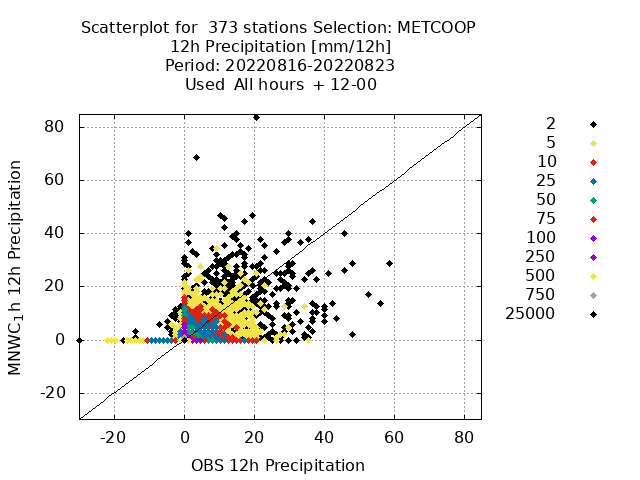 Scatterplot for  373 stations Selection: METCOOP
12h Precipitation [mm/12h]
Period: 20220816-20220823
Used  All hours  + 12-00
MNWC_1h 12h Precipitation
80
60
40
20
0
-20
-20 0 20 40 60 80
OBS 12h Precipitation
2
5
10
25
50
75
100
250
500
750
25000